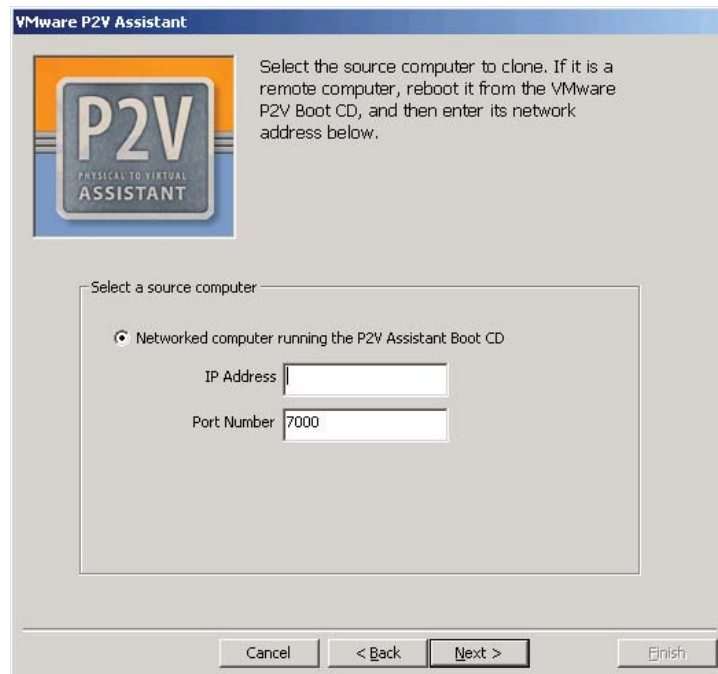 VMware P2V Assistant
P2V
PHYSICAL TO VIRTUAL
ASSISTANT
Select the source computer to clone. If it is a
remote computer, reboot it from the VMware
P2V Boot CD, and then enter its network
address below.
Select a source computer
Networked computer running the P2V Assistant Boot CD
IP Address
Port Number 7000
Cancel < Back Next > Finish